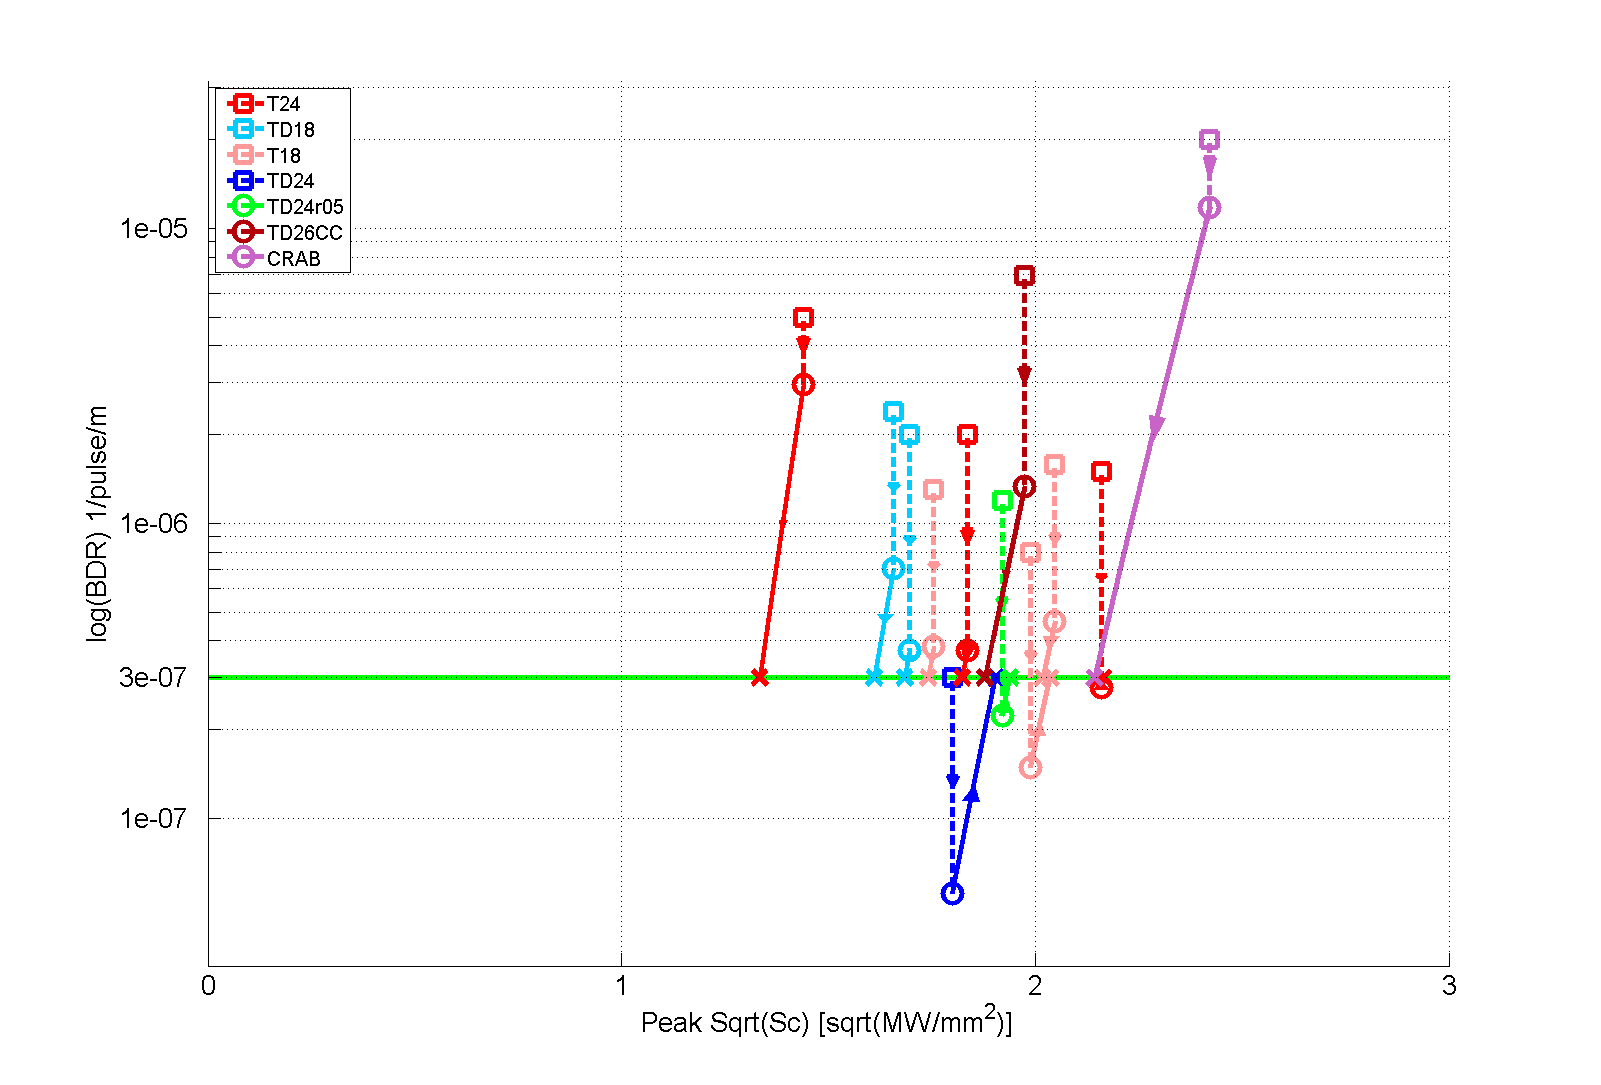 T24
TD18
T18
TD24
TD24r05
TD26CC
CRAB
1e-05
1e-06
3e-07
1e-07
log(BDR) 1/pulse/m
0 1 2 3
Peak Sqrt(Sc) [sqrt(MW/mm²)]